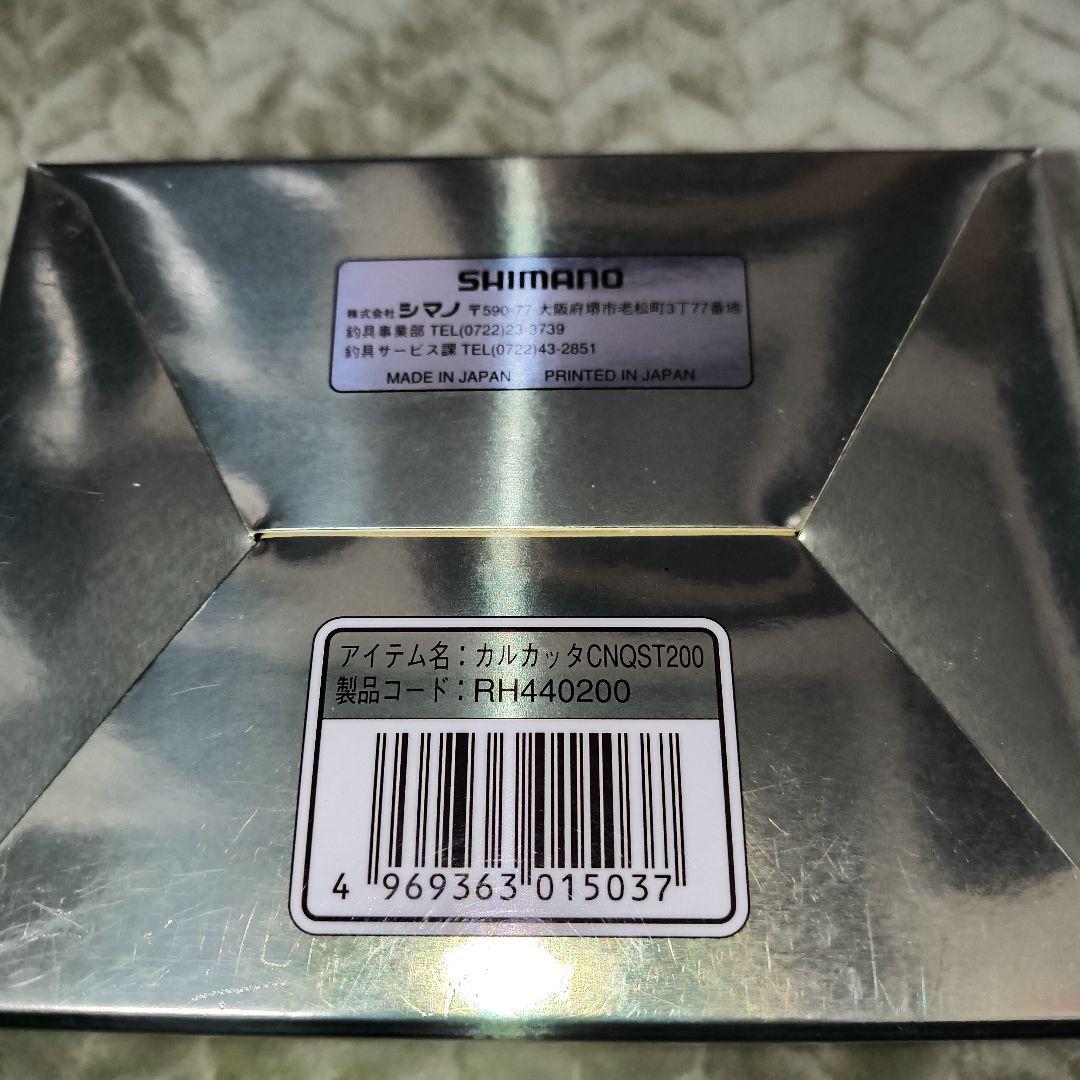 SHIMANO
株式会社 シマノ 〒590-77 大阪府堺市老松町3丁77番地
釣具事業部 TEL(0722)23-3739
釣具サービス課 TEL(0722)43-2851
MADE IN JAPAN PRINTED IN JAPAN
アイテム名：カルカッタCNQST200
製品コード：RH440200
4 969363 015037